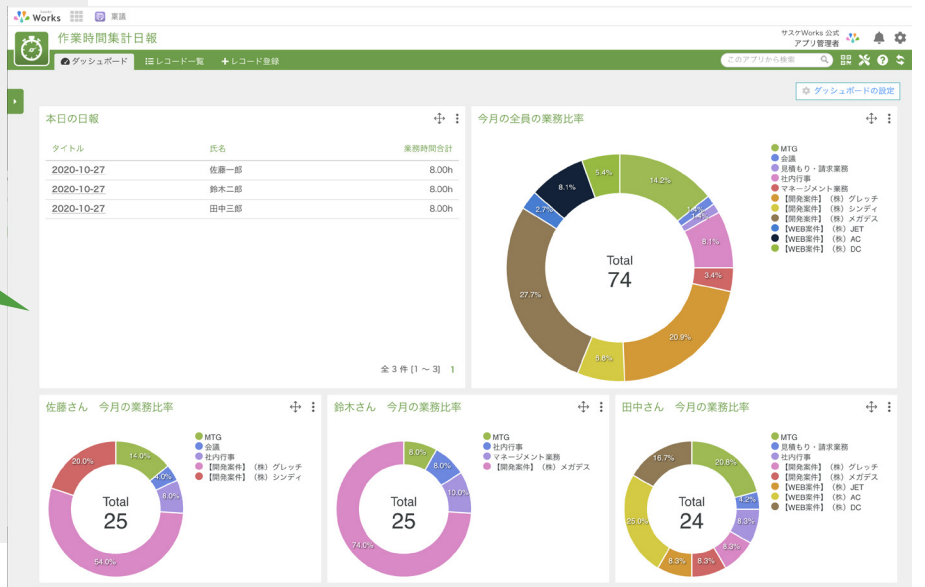 Works 東議
作業時間集計日報
サスケWorks 公式
アプリ管理者
ダッシュボード レコード一覧 レコード登録
このアプリから検索
ダッシュボードの設定
本日の日報
タイトル 氏名 業務時間合計
2020-10-27 佐藤一郎 8.00h
2020-10-27 鈴木二郎 8.00h
2020-10-27 田中三郎 8.00h
全 3 件 [1 ～ 3] 1
今月の全員の業務比率
14.2%
8.1%
3.4%
20.9%
27.7%
2.7%
8.1%
5.4%
Total
74
MTG
会議
見積もり・請求業務
社内行事
マネージメント業務
【開発案件】（株）グレッチ
【開発案件】（株）シンディ
【開発案件】（株）メガデス
【WEB案件】（株）JET
【WEB案件】（株）AC
【WEB案件】（株）DC
佐藤さん 今月の業務比率
14.0%
4.0%
8.0%
54.0%
20.0%
Total
25
MTG
会議
社内行事
【開発案件】（株）グレッチ
【開発案件】（株）シンディ
鈴木さん 今月の業務比率
8.0%
8.0%
10.0%
74.0%
Total
25
MTG
社内行事
マネージメント業務
【開発案件】（株）メガデス
田中さん 今月の業務比率
20.8%
4.2%
8.3%
8.3%
8.3%
8.3%
25.0%
16.7%
Total
24
MTG
見積もり・請求業務
社内行事
【開発案件】（株）グレッチ
【開発案件】（株）メガデス
【WEB案件】（株）JET
【WEB案件】（株）AC
【WEB案件】（株）DC